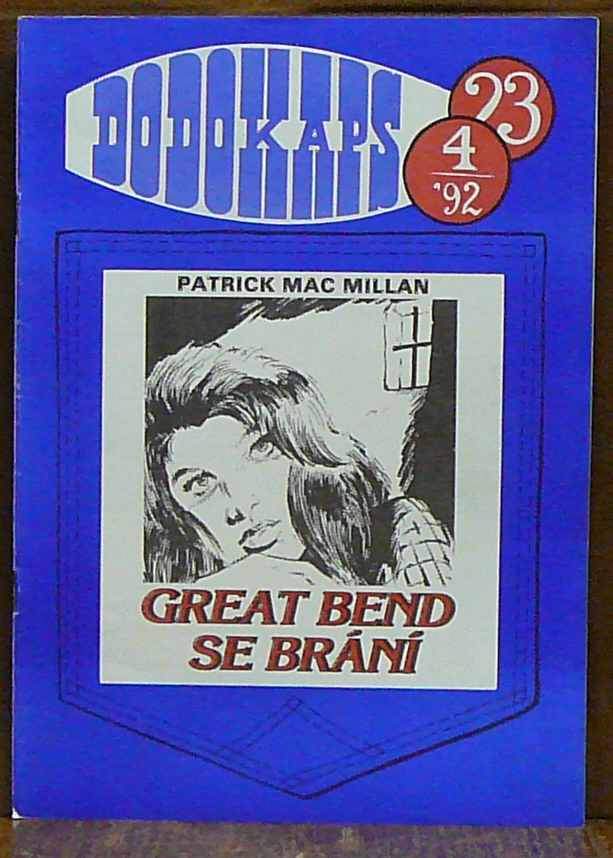 DODOKAPS
23
4
'92
PATRICK MAC MILLAN
GREAT BEND
SE BRÁNÍ